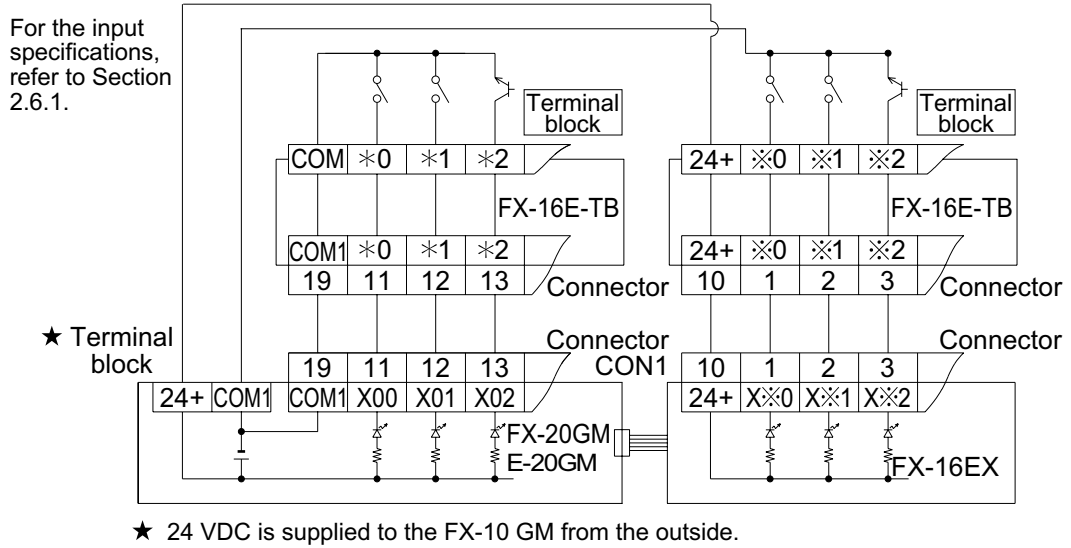 For the input
specifications,
refer to Section
2.6.1.
Terminal
block
Terminal
block
COM ＊0 ＊1 ＊2
24+ ※0 ※1 ※2
FX-16E-TB
FX-16E-TB
COM1 ＊0 ＊1 ＊2
24+ ※0 ※1 ※2
19 11 12 13
Connector
10 1 2 3
Connector
★ Terminal
block
Connector
CON1
Connector
19 11 12 13
10 1 2 3
24+ COM1
COM1 X00 X01 X02
24+ X※0 X※1 X※2
FX-20GM
E-20GM
FX-16EX
★ 24 VDC is supplied to the FX-10 GM from the outside.